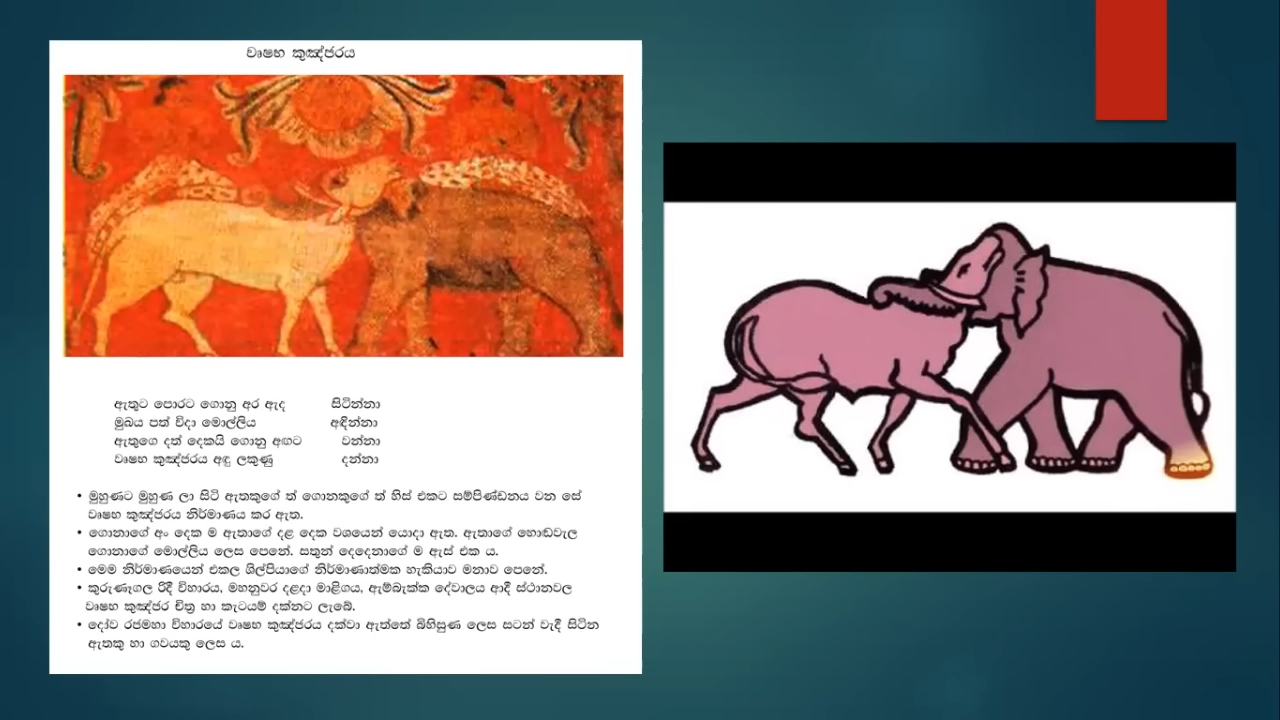 වෘෂභ කුඤ්ජරය
ඇතුට පොරට ගොනු අර ඇද සිටින්නා
මුඛය පත් විදා මොල්ලිය අඳින්නා
ඇතුගෙ දත් දෙකයි ගොනු අඟට වන්නා
වෘෂභ කුඤ්ජරය අඳු ලකුණු දන්නා
• මුහුණට මුහුණ ලා සිටි ඇතකුගේ ත් ගොනකුගේ ත් හිස් එකට සම්පිණ්ඩනය වන සේ
වෘෂභ කුඤ්ජරය නිර්මාණය කර ඇත.
• ගොනාගේ අං දෙක ම ඇතාගේ දළ දෙක වශයෙන් යොදා ඇත. ඇතාගේ හොඬවැල
ගොනාගේ මොල්ලිය ලෙස පෙනේ. සතුන් දෙදෙනාගේ ම ඇස් එක ය.
• මෙම නිර්මාණයෙන් එකල ශිල්පියාගේ නිර්මාණාත්මක හැකියාව මනාව පෙනේ.
• කුරුණෑගල රිදී විහාරය, මහනුවර දළදා මාළිගය, ඇම්බැක්ක දේවාලය ආදී ස්ථානවල
වෘෂභ කුඤ්ජර චිත්‍ර හා කැටයම් දක්නට ලැබේ.
• දෝව රජමහා විහාරයේ වෘෂභ කුඤ්ජරය දක්වා ඇත්තේ බිහිසුණු ලෙස සටන් වැදී සිටින
ඇතකු හා ගවයකු ලෙස ය.